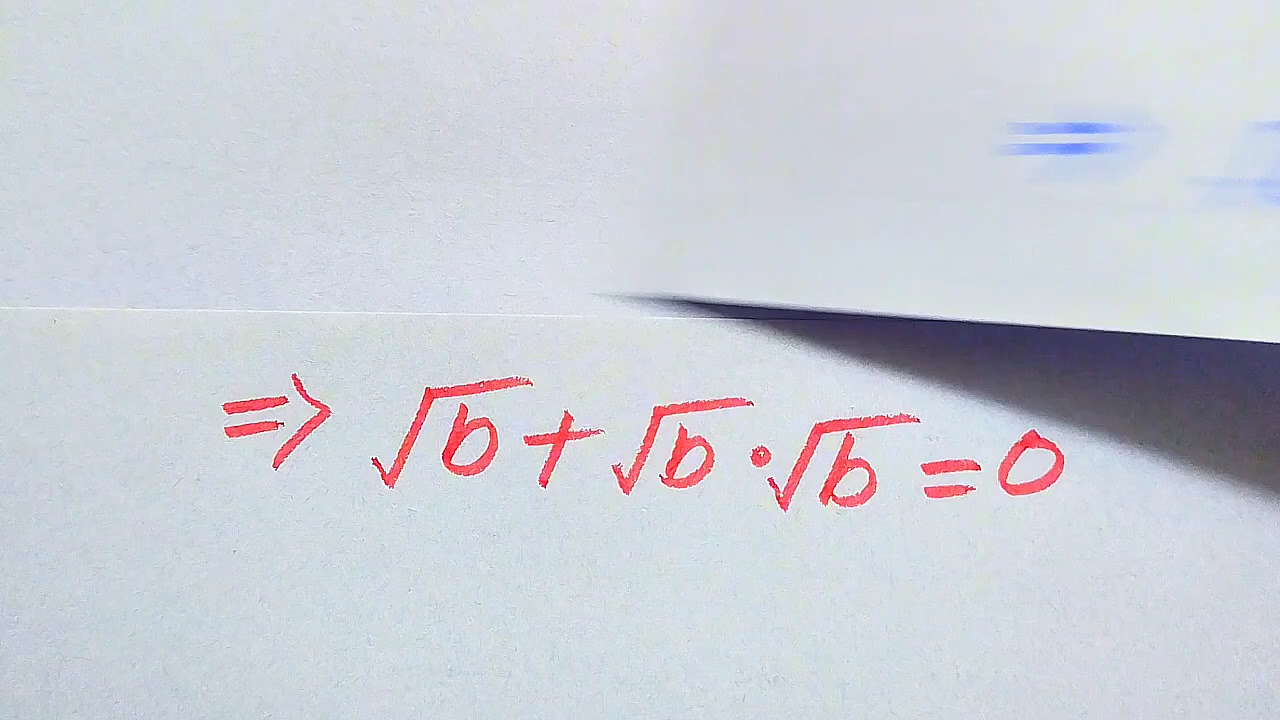 => √b + √b · √b = 0